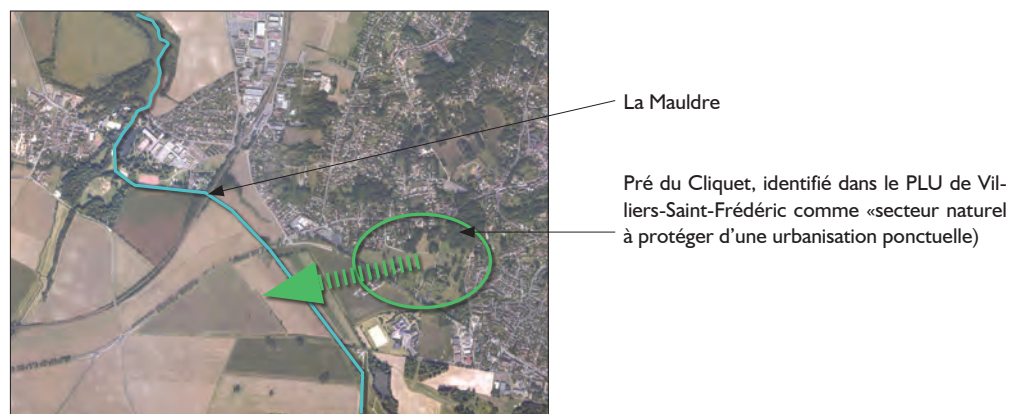 La Mauldre
Pré du Cliquet, identifié dans le PLU de Vil-
liers-Saint-Frédéric comme «secteur naturel
à protéger d’une urbanisation ponctuelle)